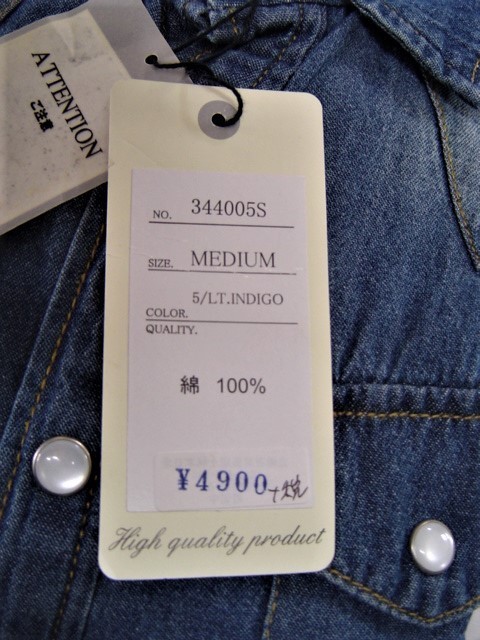 ATTENTION
ご注意
NO. 344005S
SIZE. MEDIUM
5/LT.INDIGO
COLOR.
QUALITY.
綿 100%
¥4900 +税
High quality product